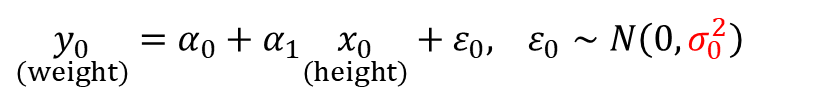 y₀ = α₀ + α₁ x₀ + ε₀, ε₀ ~ N(0, σ₀²)
(weight) (height)